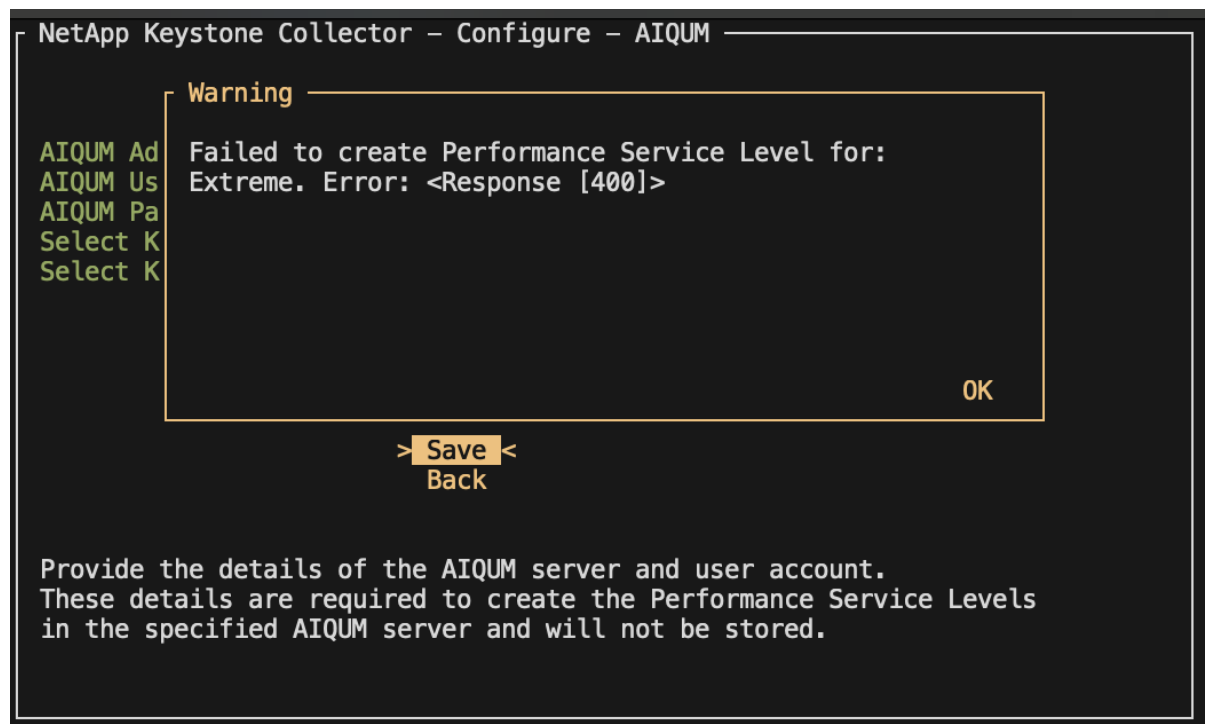 NetApp Keystone Collector – Configure – AIQUM
Warning
AIQUM Ad
Failed to create Performance Service Level for:
AIQUM Us
Extreme. Error: <Response [400]>
AIQUM Pa
Select K
Select K
OK
> Save <
Back
Provide the details of the AIQUM server and user account.
These details are required to create the Performance Service Levels
in the specified AIQUM server and will not be stored.